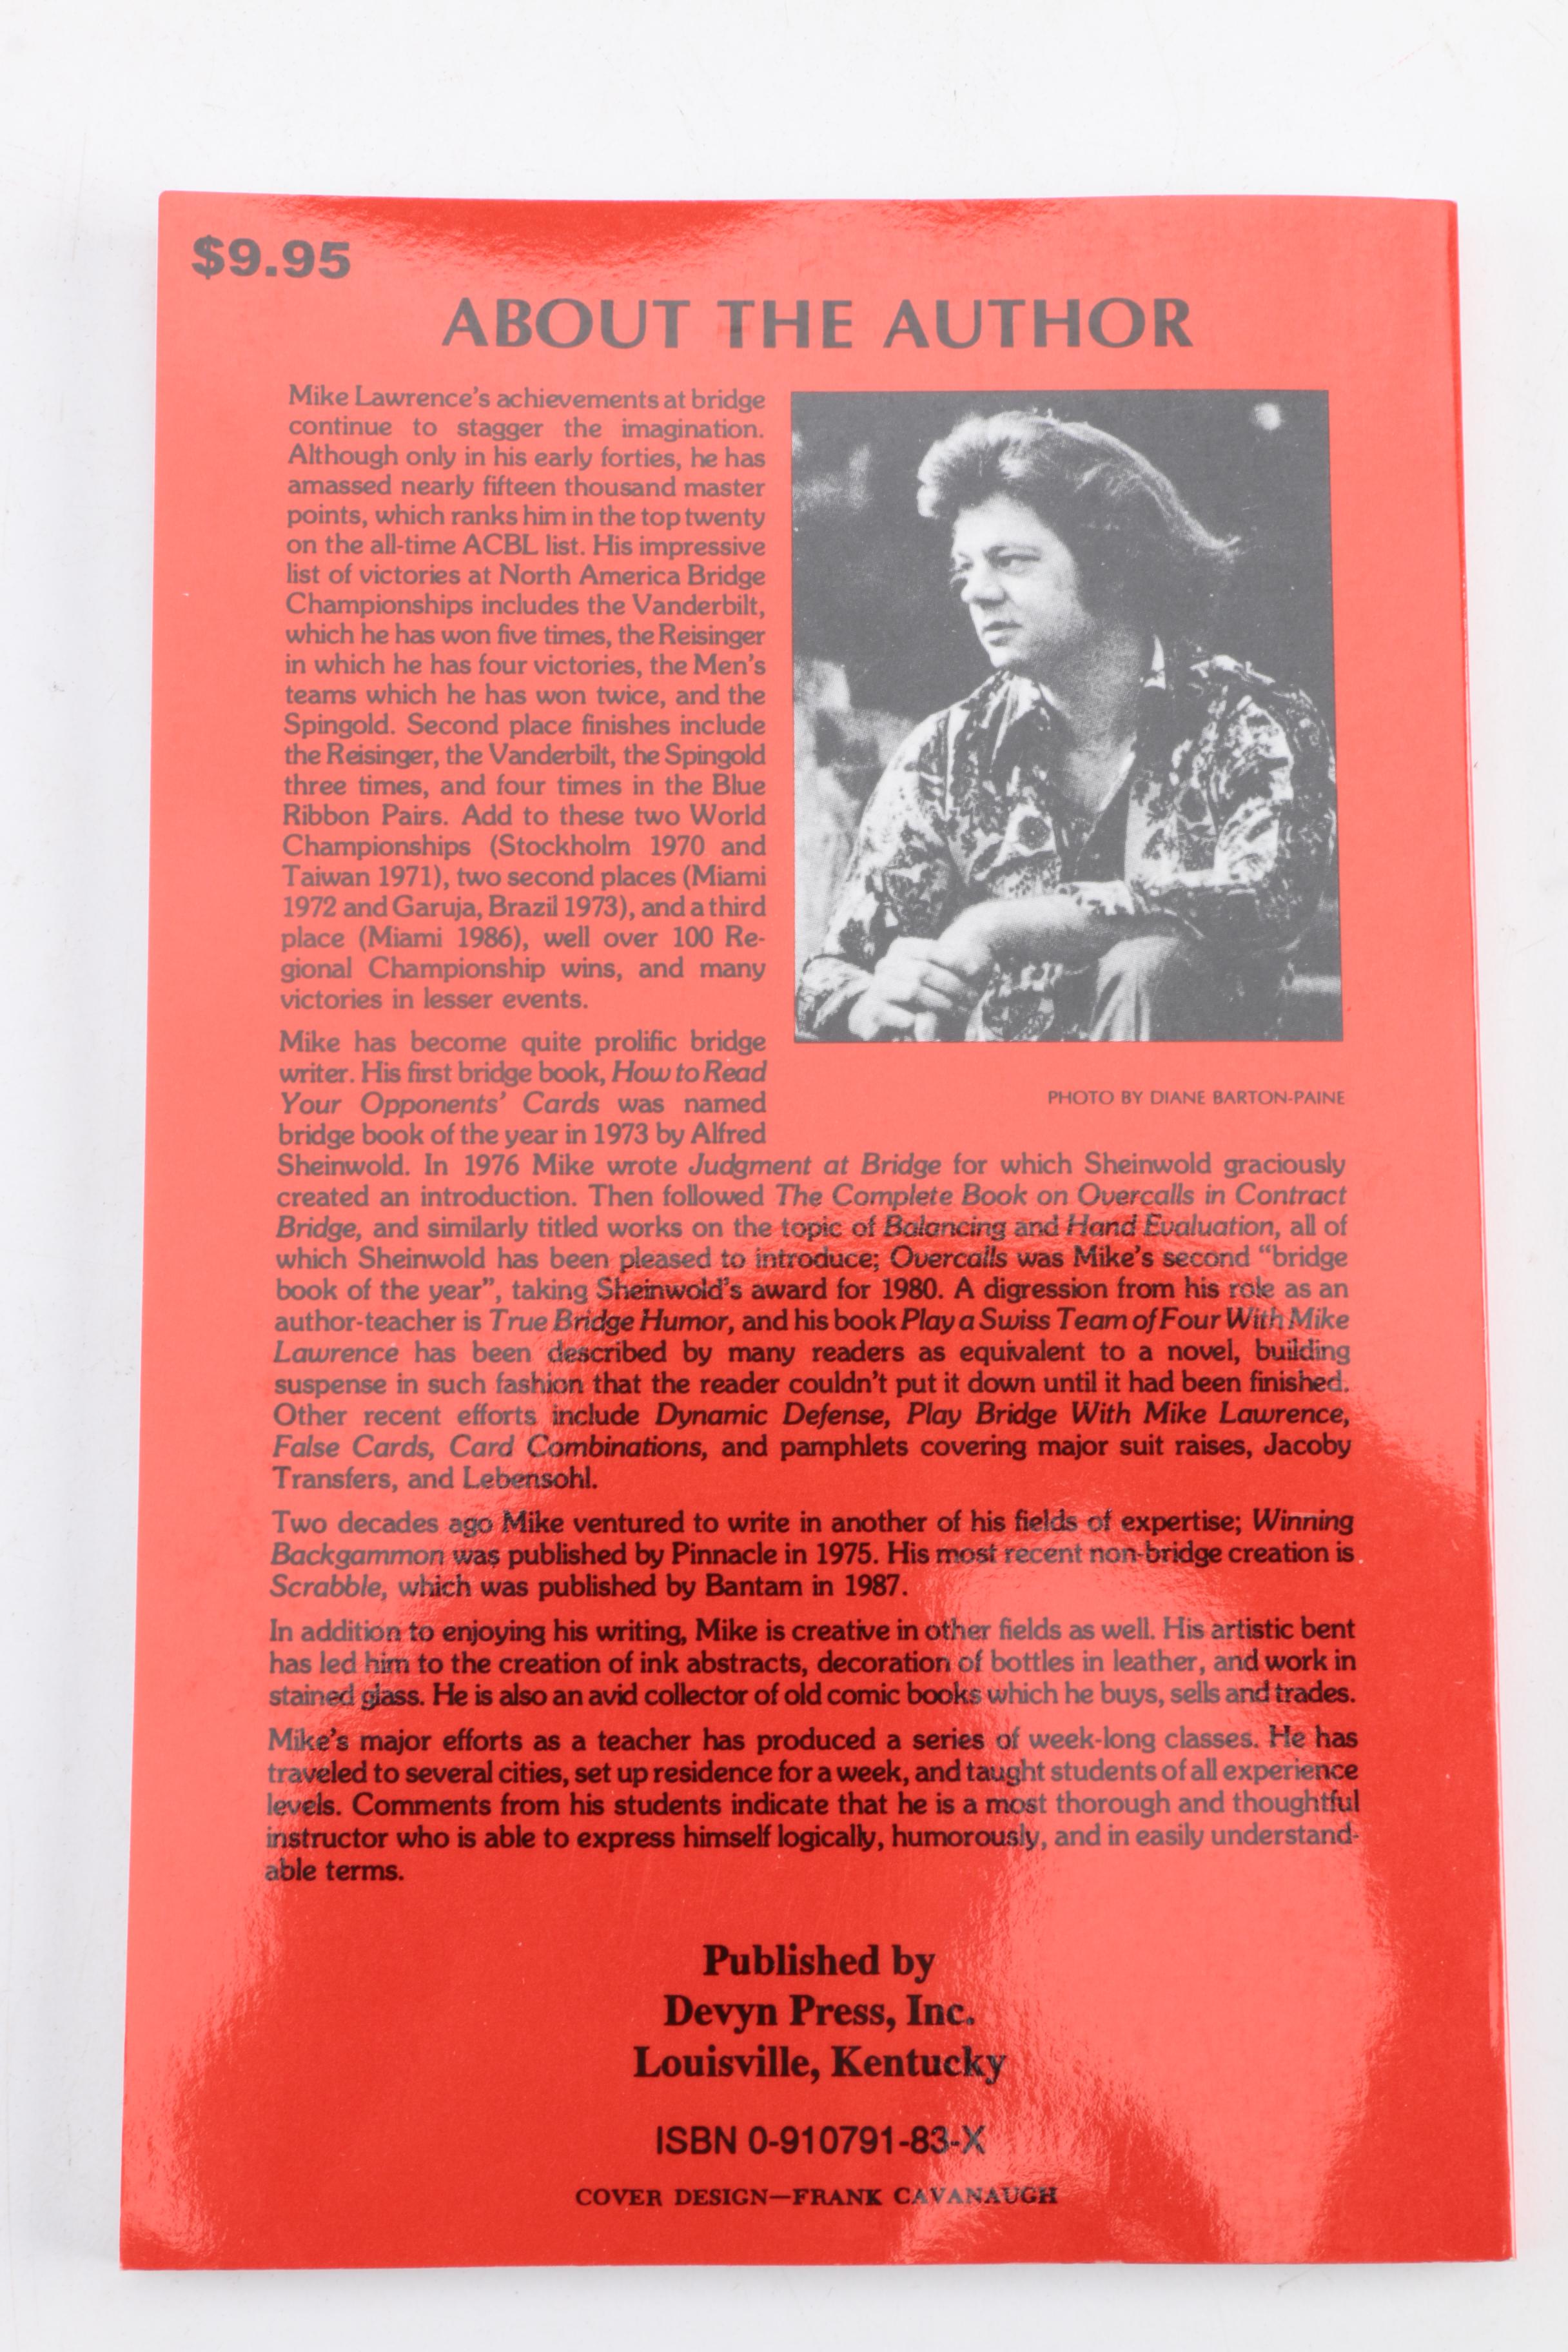 $9.95
ABOUT THE AUTHOR
Mike Lawrence's achievements at bridge
continue to stagger the imagination.
Although only in his early forties, he has
amassed nearly fifteen thousand master
points, which ranks him in the top twenty
on the all-time ACBL list. His impressive
list of victories at North America Bridge
Championships includes the Vanderbilt,
which he has won five times, the Reisinger
in which he has four victories, the Men's
teams which he has won twice, and the
Spingold. Second place finishes include
the Reisinger, the Vanderbilt, the Spingold
three times, and four times in the Blue
Ribbon Pairs. Add to these two World
Championships (Stockholm 1970 and
Taiwan 1971), two second places (Miami
1972 and Garuja, Brazil 1973), and a third
place (Miami 1986), well over 100 Re-
gional Championship wins, and many
victories in lesser events.
Mike has become quite prolific bridge
writer. His first bridge book, How to Read
Your Opponents' Cards was named
bridge book of the year in 1973 by Alfred
PHOTO BY DIANE BARTON-PAINE
Sheinwold. In 1976 Mike wrote Judgment at Bridge for which Sheinwold graciously
created an introduction. Then followed The Complete Book on Overcalls in Contract
Bridge, and similarly titled works on the topic of Balancing and Hand Evaluation, all of
which Sheinwold has been pleased to introduce; Overcalls was Mike's second "bridge
book of the year", taking Sheinwold's award for 1980. A digression from his role as an
author-teacher is True Bridge Humor, and his book Play a Swiss Team of Four With Mike
Lawrence has been described by many readers as equivalent to a novel, building
suspense in such fashion that the reader couldn't put it down until it had been finished.
Other recent efforts include Dynamic Defense, Play Bridge With Mike Lawrence,
False Cards, Card Combinations, and pamphlets covering major suit raises, Jacoby
Transfers, and Lebensohl.
Two decades ago Mike ventured to write in another of his fields of expertise; Winning
Backgammon was published by Pinnacle in 1975. His most recent non-bridge creation is
Scrabble, which was published by Bantam in 1987.
In addition to enjoying his writing, Mike is creative in other fields as well. His artistic bent
has led him to the creation of ink abstracts, decoration of bottles in leather, and work in
stained glass. He is also an avid collector of old comic books which he buys, sells and trades.
Mike's major efforts as a teacher has produced a series of week-long classes. He has
traveled to several cities, set up residence for a week, and taught students of all experience
levels. Comments from his students indicate that he is a most thorough and thoughtful
instructor who is able to express himself logically, humorously, and in easily understand-
able terms.
Published by
Devyn Press, Inc.
Louisville, Kentucky
ISBN 0-910791-83-X
COVER DESIGN—FRANK CAVANAUGH